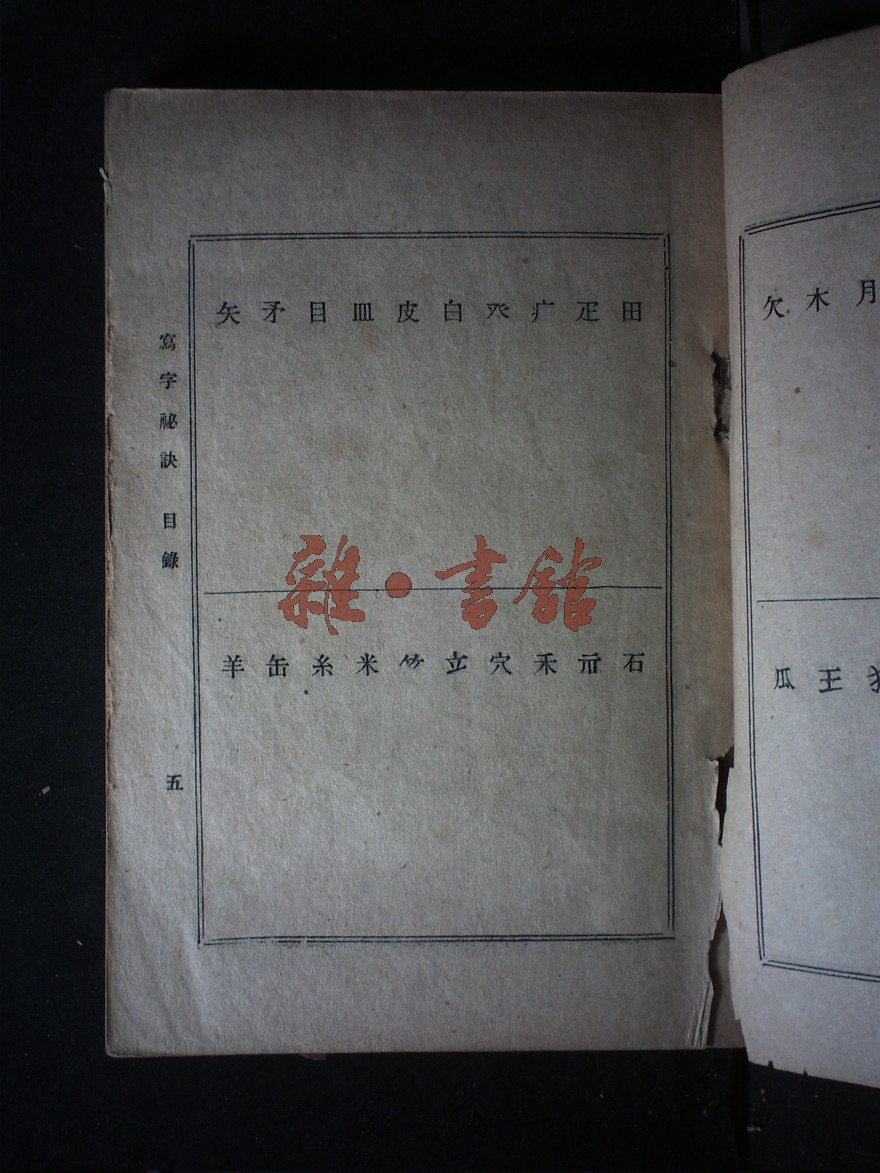 月木欠
王瓜
田疋疒癶白皮皿目矛矢
石示禾穴立竹米糸缶羊
寫字祕訣 目錄
五
雜·書館